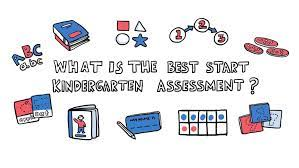 ABC
abc
1 2 3
WHAT IS THE BEST START
KINDERGARTEN ASSESSMENT?